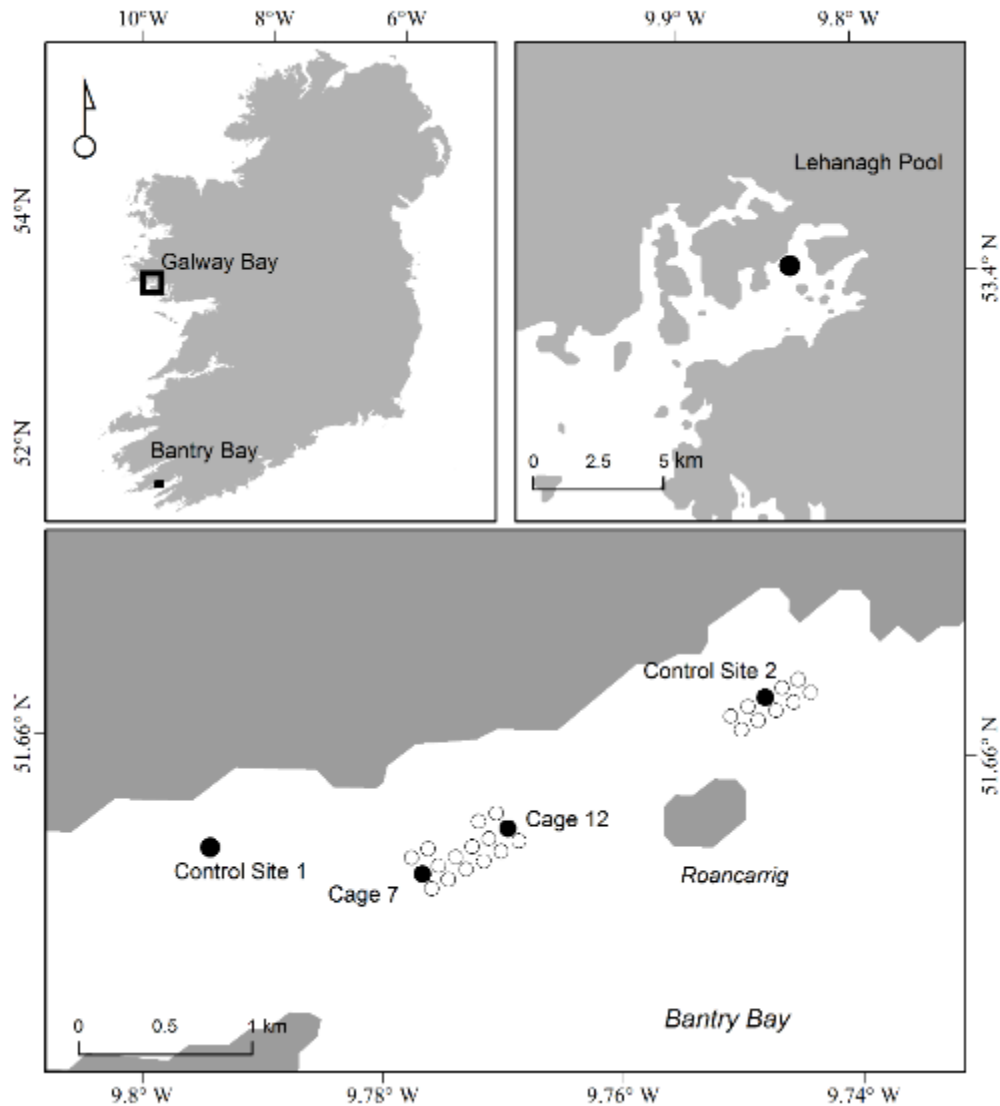 10°W 8°W 6°W
9.9°W 9.8°W
54°N
52°N
Galway Bay
Bantry Bay
Lehanagh Pool
53.4° N
0 2.5 5 km
Control Site 2
51.66° N
51.66° N
Cage 12
Control Site 1
Cage 7
Roancarrig
Bantry Bay
0 0.5 1 km
9.8° W 9.78° W 9.76° W 9.74° W